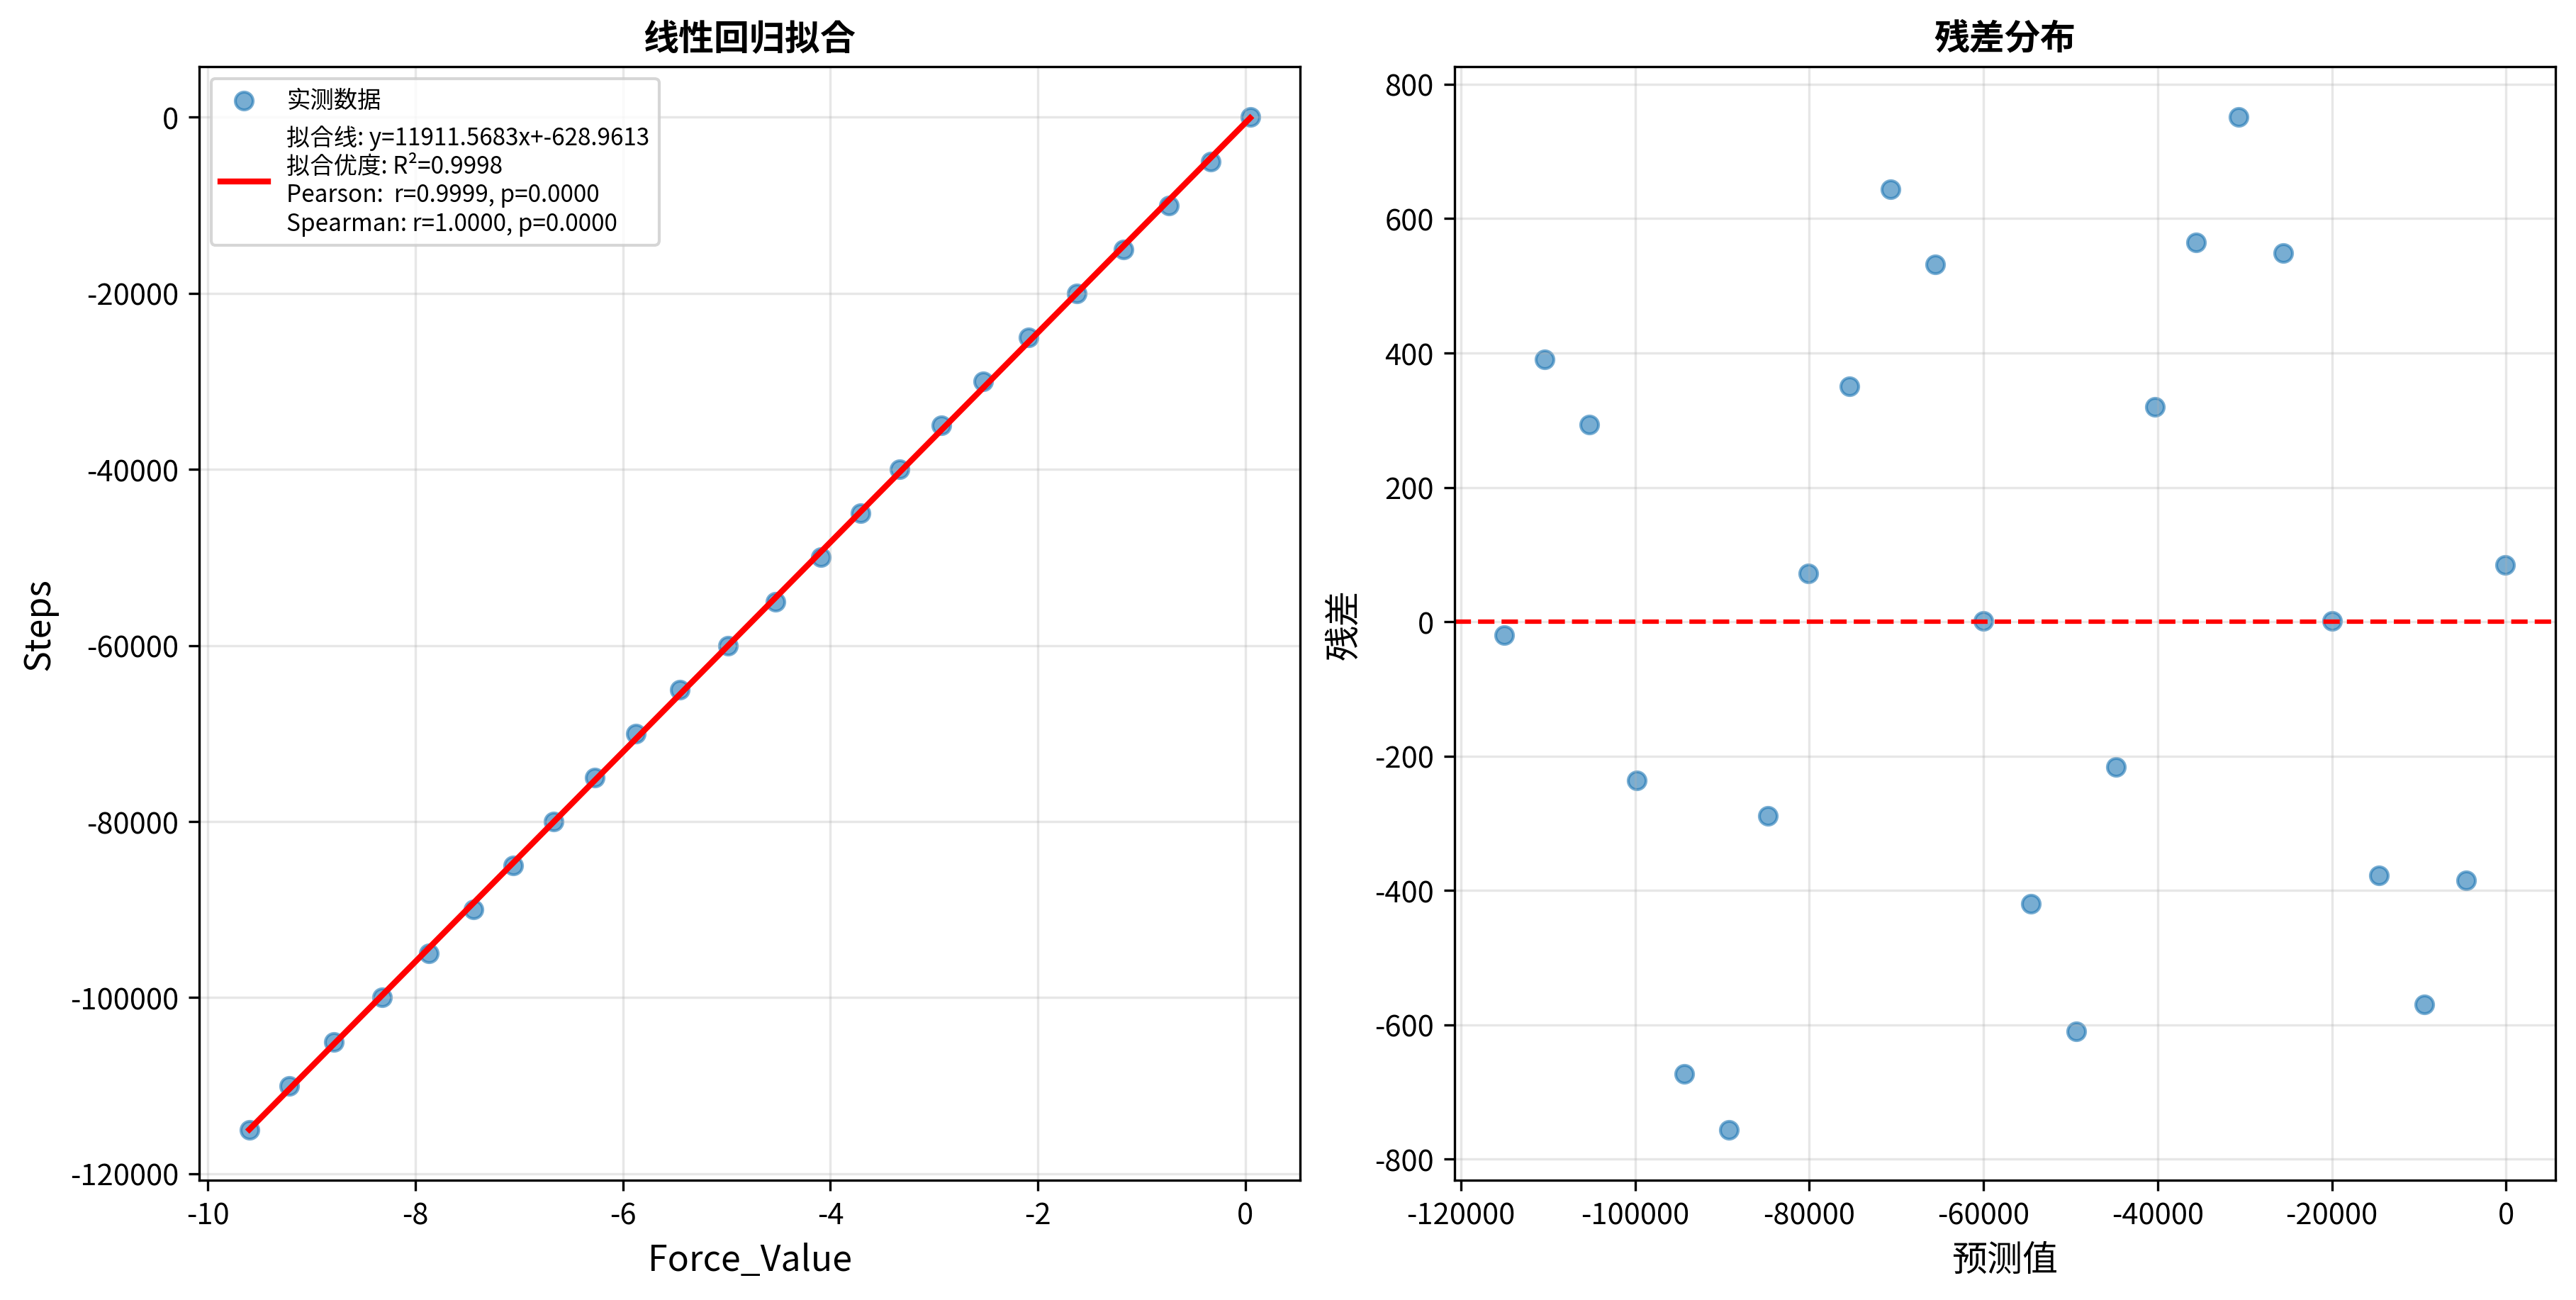 线性回归拟合
实测数据
拟合线: y=11911.5683x+-628.9613
拟合优度: R²=0.9998
Pearson:  r=0.9999, p=0.0000
Spearman: r=1.0000, p=0.0000
0
-20000
-40000
-60000
-80000
-100000
-120000
Steps
-10 -8 -6 -4 -2 0
Force_Value
残差分布
800
600
400
200
0
-200
-400
-600
-800
残差
-120000 -100000 -80000 -60000 -40000 -20000 0
预测值